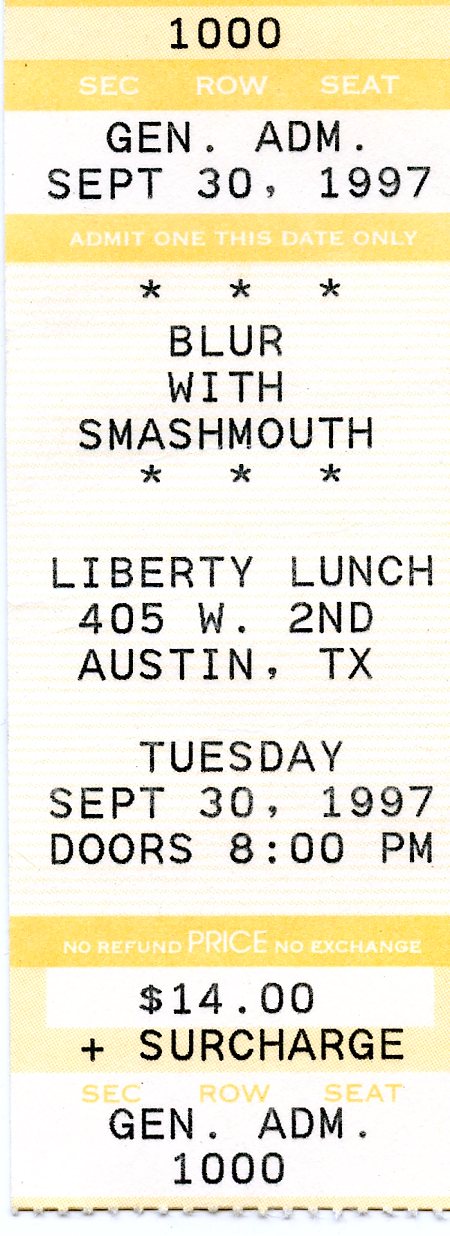 1000
SEC ROW SEAT
GEN. ADM.
SEPT 30, 1997
ADMIT ONE THIS DATE ONLY
* * *
BLUR
WITH
SMASHMOUTH
* * *
LIBERTY LUNCH
405 W. 2ND
AUSTIN, TX
TUESDAY
SEPT 30, 1997
DOORS 8:00 PM
NO REFUND PRICE NO EXCHANGE
$14.00
+ SURCHARGE
SEC ROW SEAT
GEN. ADM.
1000